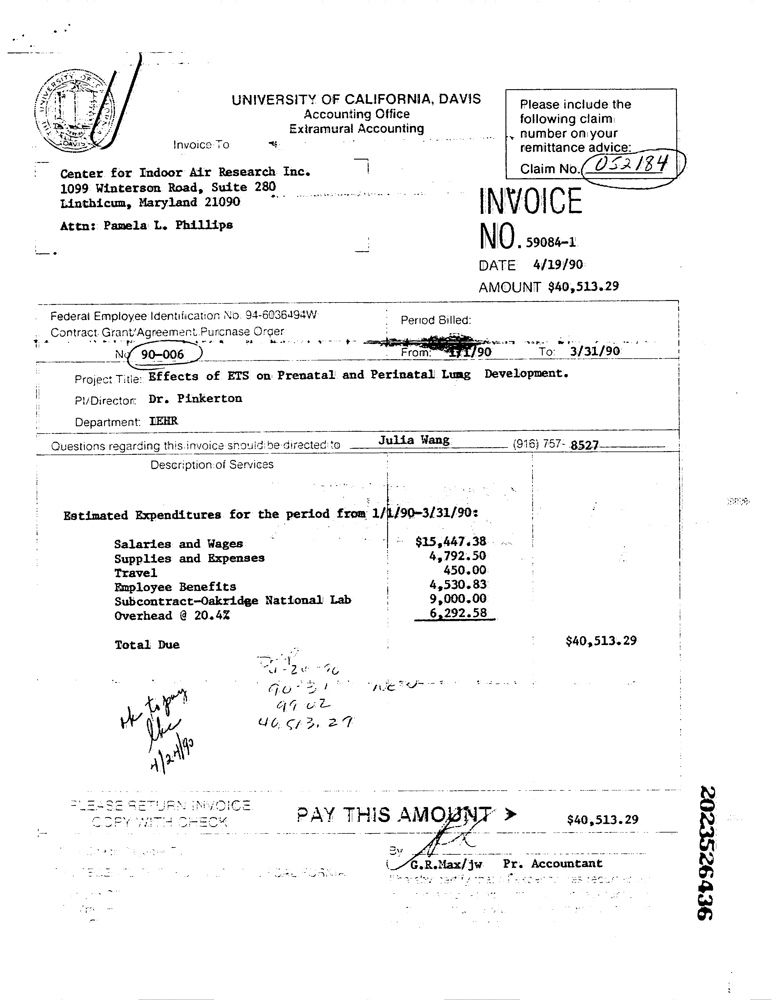 UNIVERSITY OF CALIFORNIA, DAVIS
Accounting Office
Extramural Accounting
Please include the
following claim
number on your
remittance advice:
Claim No. 052184
Invoice To
Center for Indoor Air Research Inc.
1099 Winterson Road, Suite 280
Linthicum, Maryland 21090
Attn: Pamela L. Phillips
INVOICE
NO. 59084-1
DATE 4/19/90
AMOUNT $40,513.29
Federal Employee Identification No. 94-6036494W
Contract Grant/Agreement Purchase Order
No. 90-006
Period Billed:
From: 1/1/90 To: 3/31/90
Project Title: Effects of ETS on Prenatal and Perinatal Lung Development.
PI/Director: Dr. Pinkerton
Department: IEHR
Questions regarding this invoice should be directed to Julia Wang (916) 757-8527
Description of Services
Estimated Expenditures for the period from 1/1/90-3/31/90:
Salaries and Wages $15,447.38
Supplies and Expenses 4,792.50
Travel 450.00
Employee Benefits 4,530.83
Subcontract-Oakridge National Lab 9,000.00
Overhead @ 20.4% 6,292.58
Total Due $40,513.29
9902
40,513.29
ok to pay
4/24/90
PLEASE RETURN INVOICE
COPY WITH CHECK
PAY THIS AMOUNT > $40,513.29
By
G.R.Max/jw Pr. Accountant
2023526436